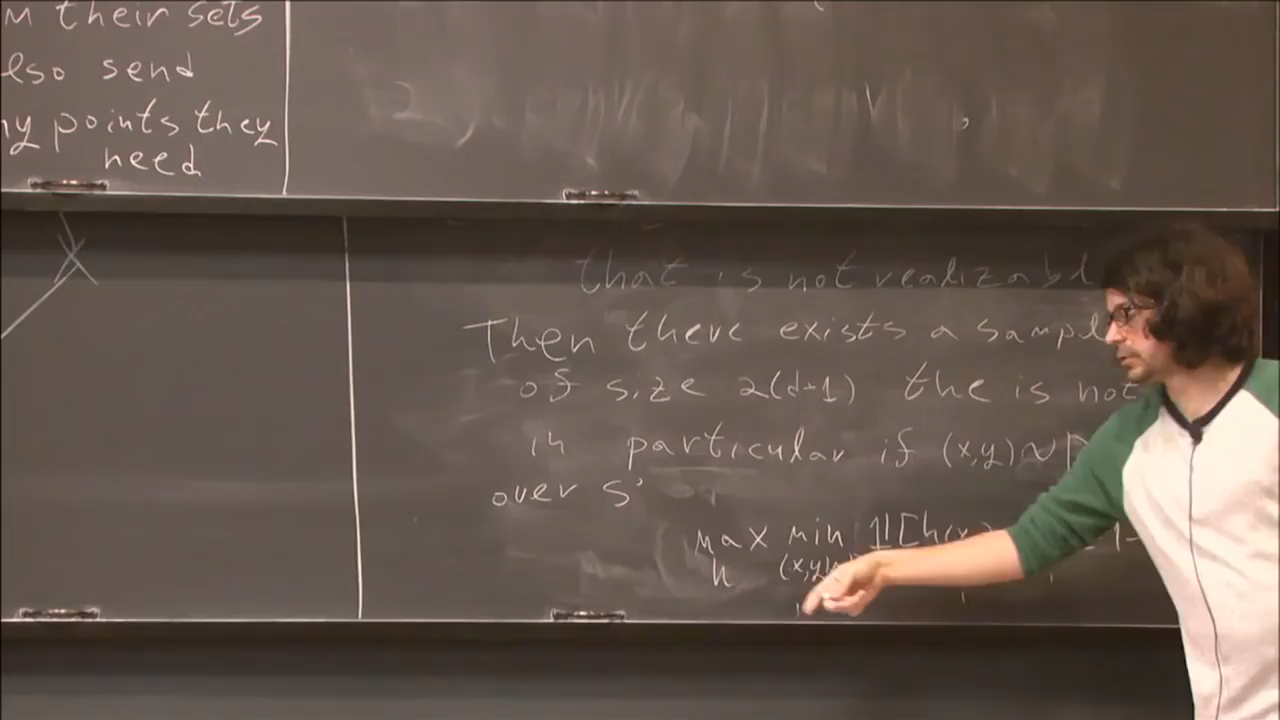 m their sets
lso send
ny points they
need
that is not realizabl
Then there exists a sampl
of size 2(d+1) the is not
in particular if (x,y)~D
over S'
max min 1[h(x
h (x,y)